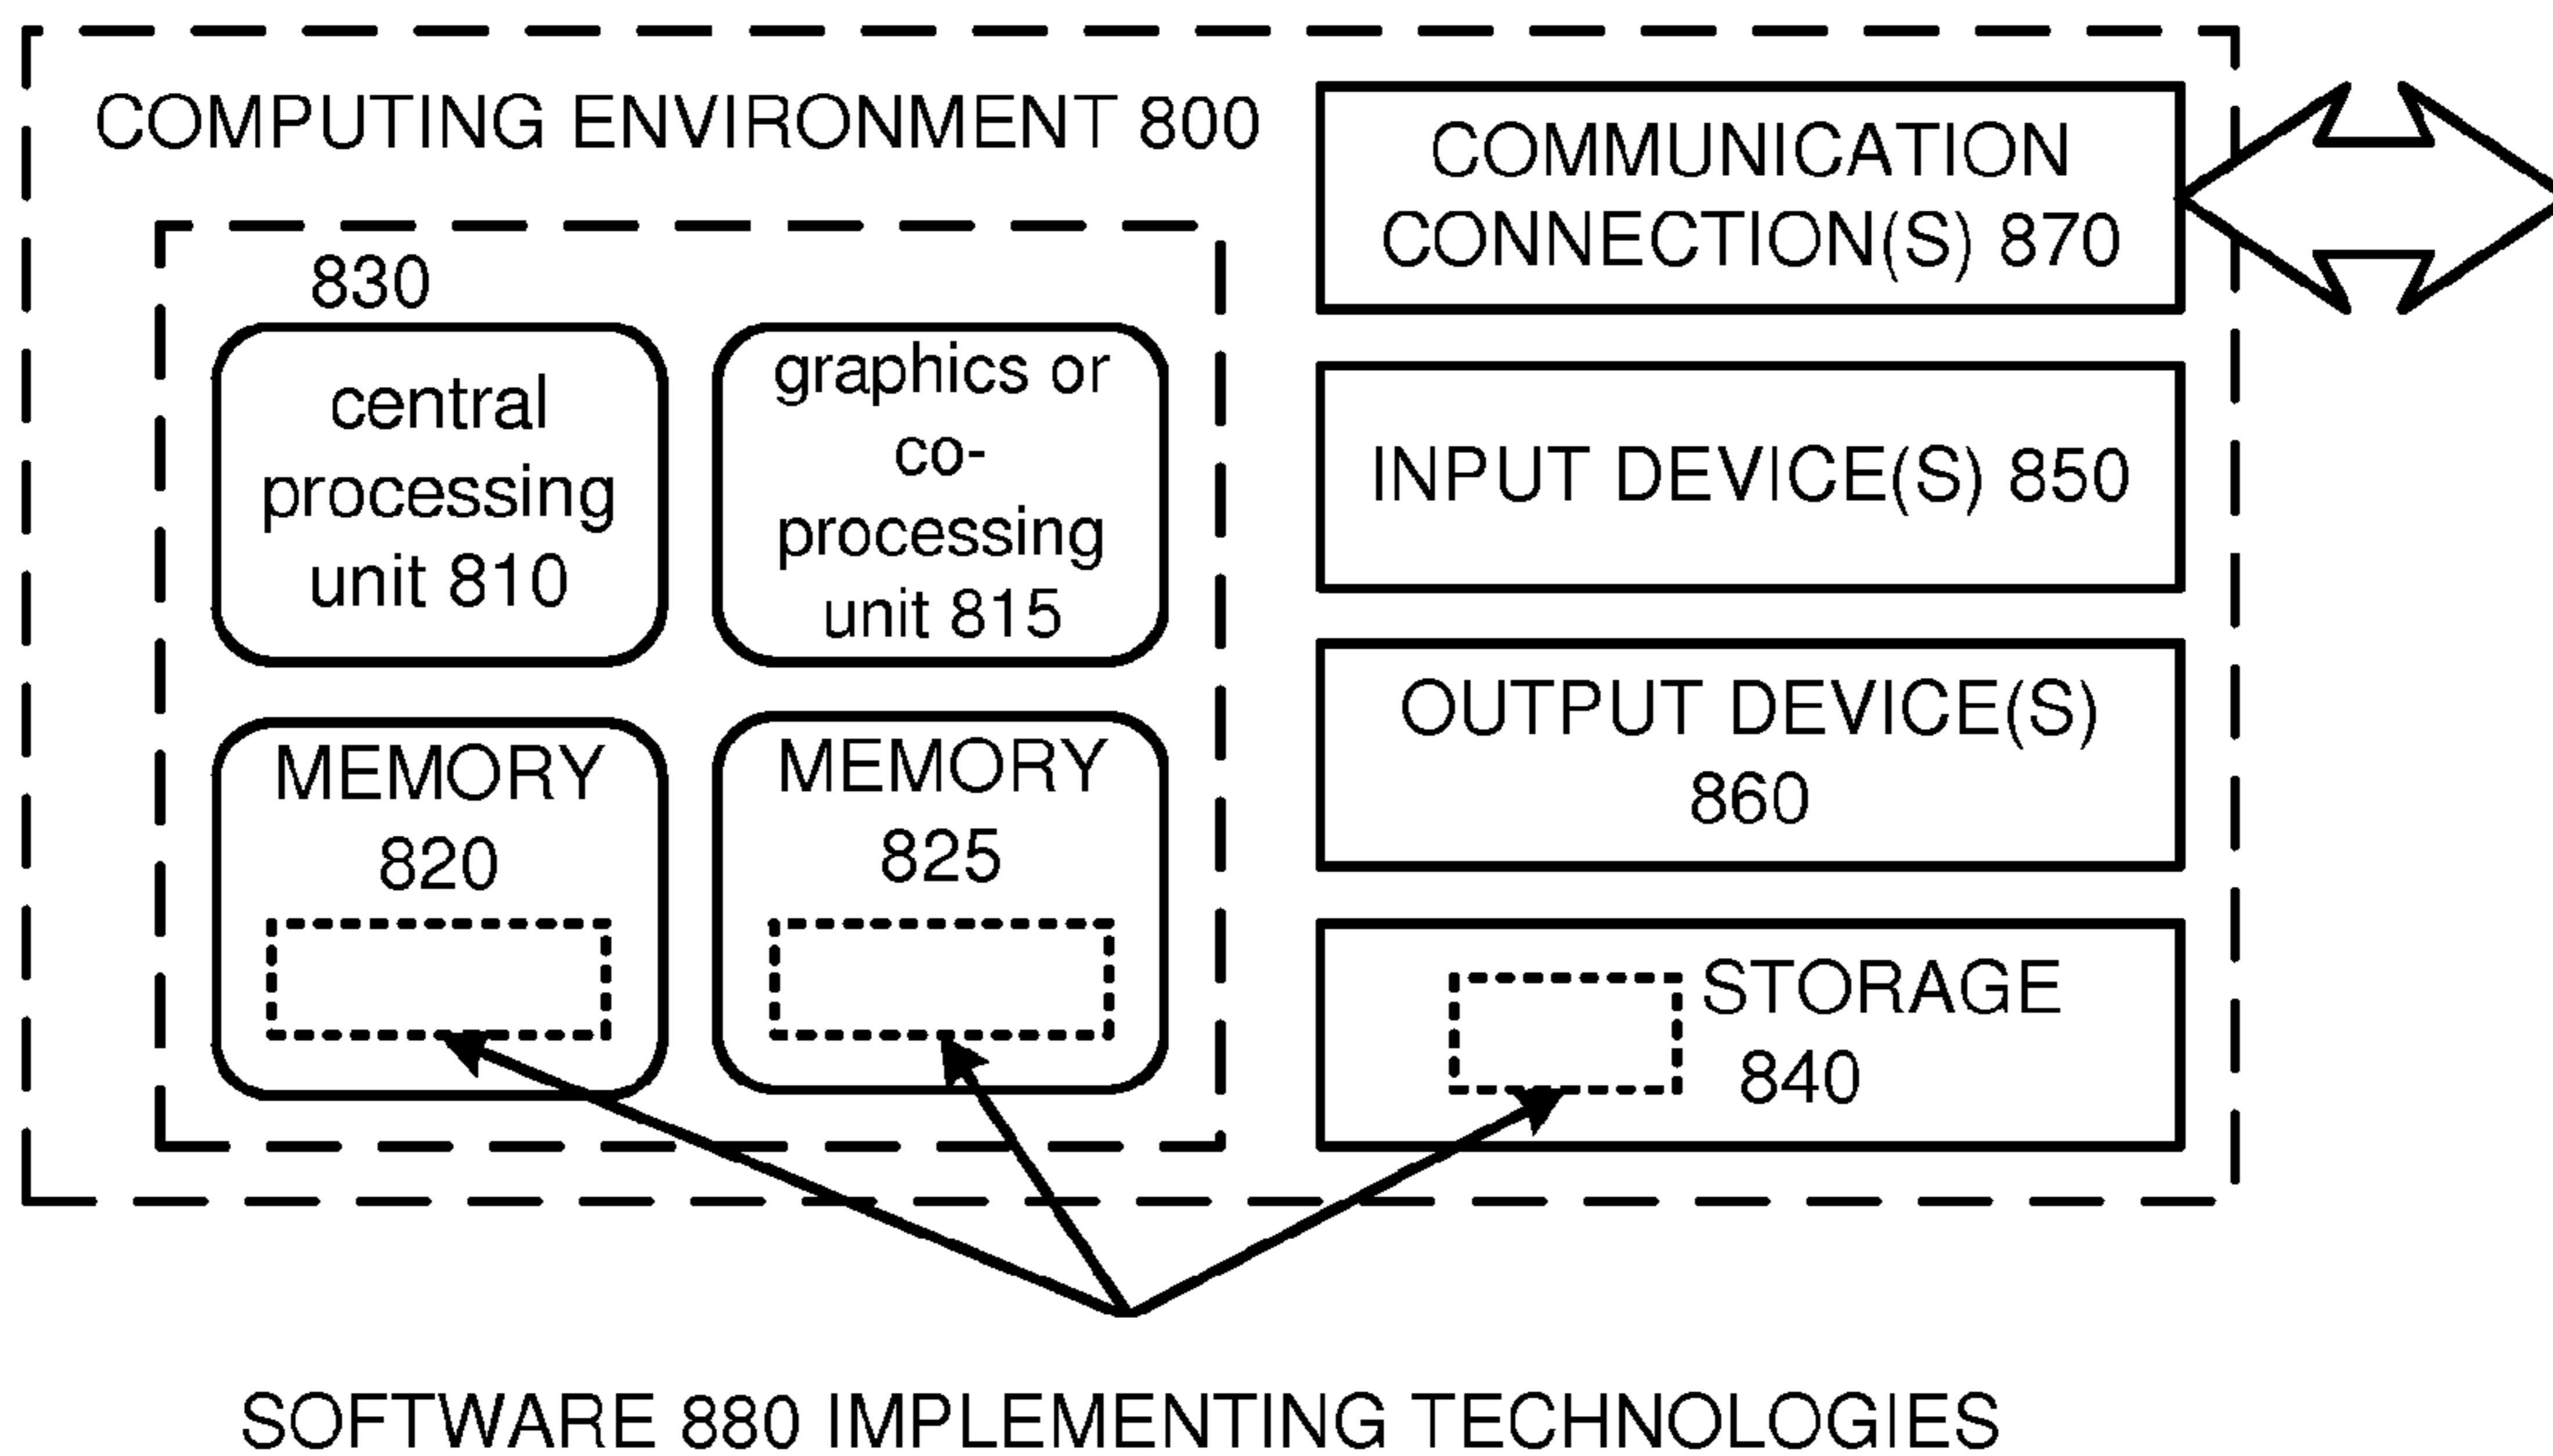 COMPUTING ENVIRONMENT 800
830
central
processing
unit 810
graphics or
co-
processing
unit 815
MEMORY
820
MEMORY
825
COMMUNICATION
CONNECTION(S) 870
INPUT DEVICE(S) 850
OUTPUT DEVICE(S)
860
STORAGE
840
SOFTWARE 880 IMPLEMENTING TECHNOLOGIES